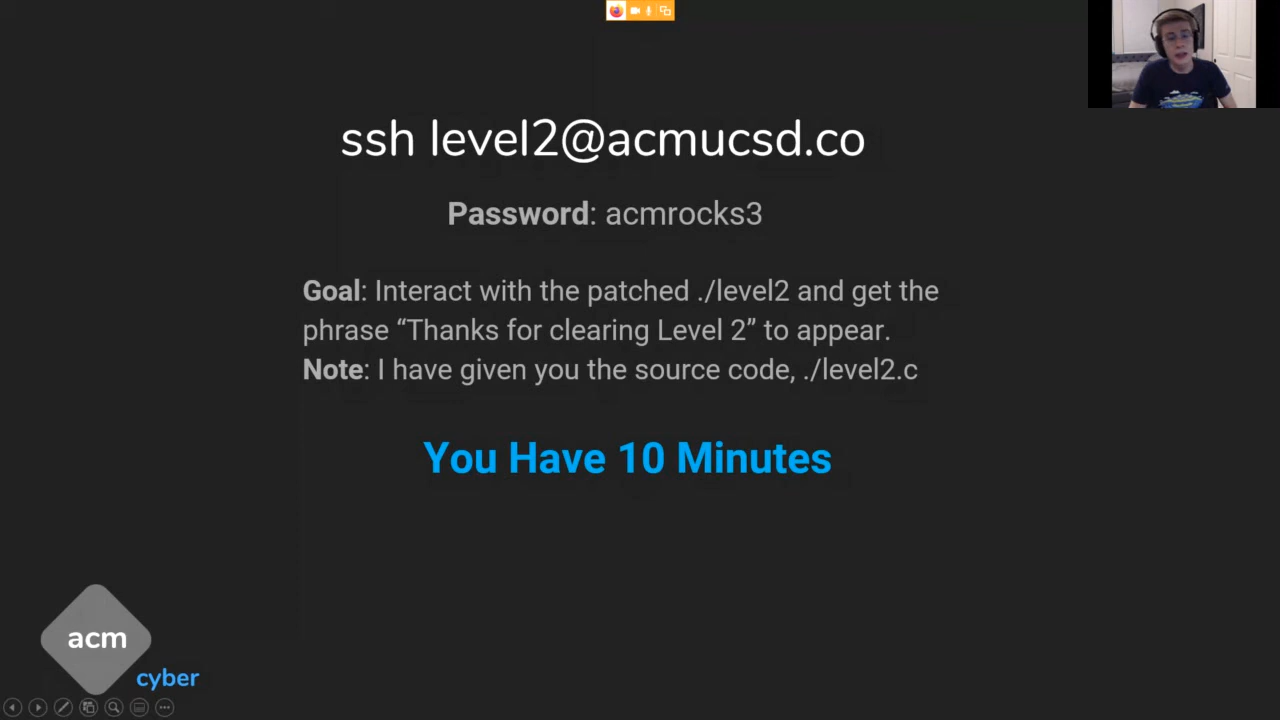 ssh level2@acmucsd.co
Password: acmrocks3
Goal: Interact with the patched ./level2 and get the
phrase “Thanks for clearing Level 2” to appear.
Note: I have given you the source code, ./level2.c
You Have 10 Minutes
acm
cyber